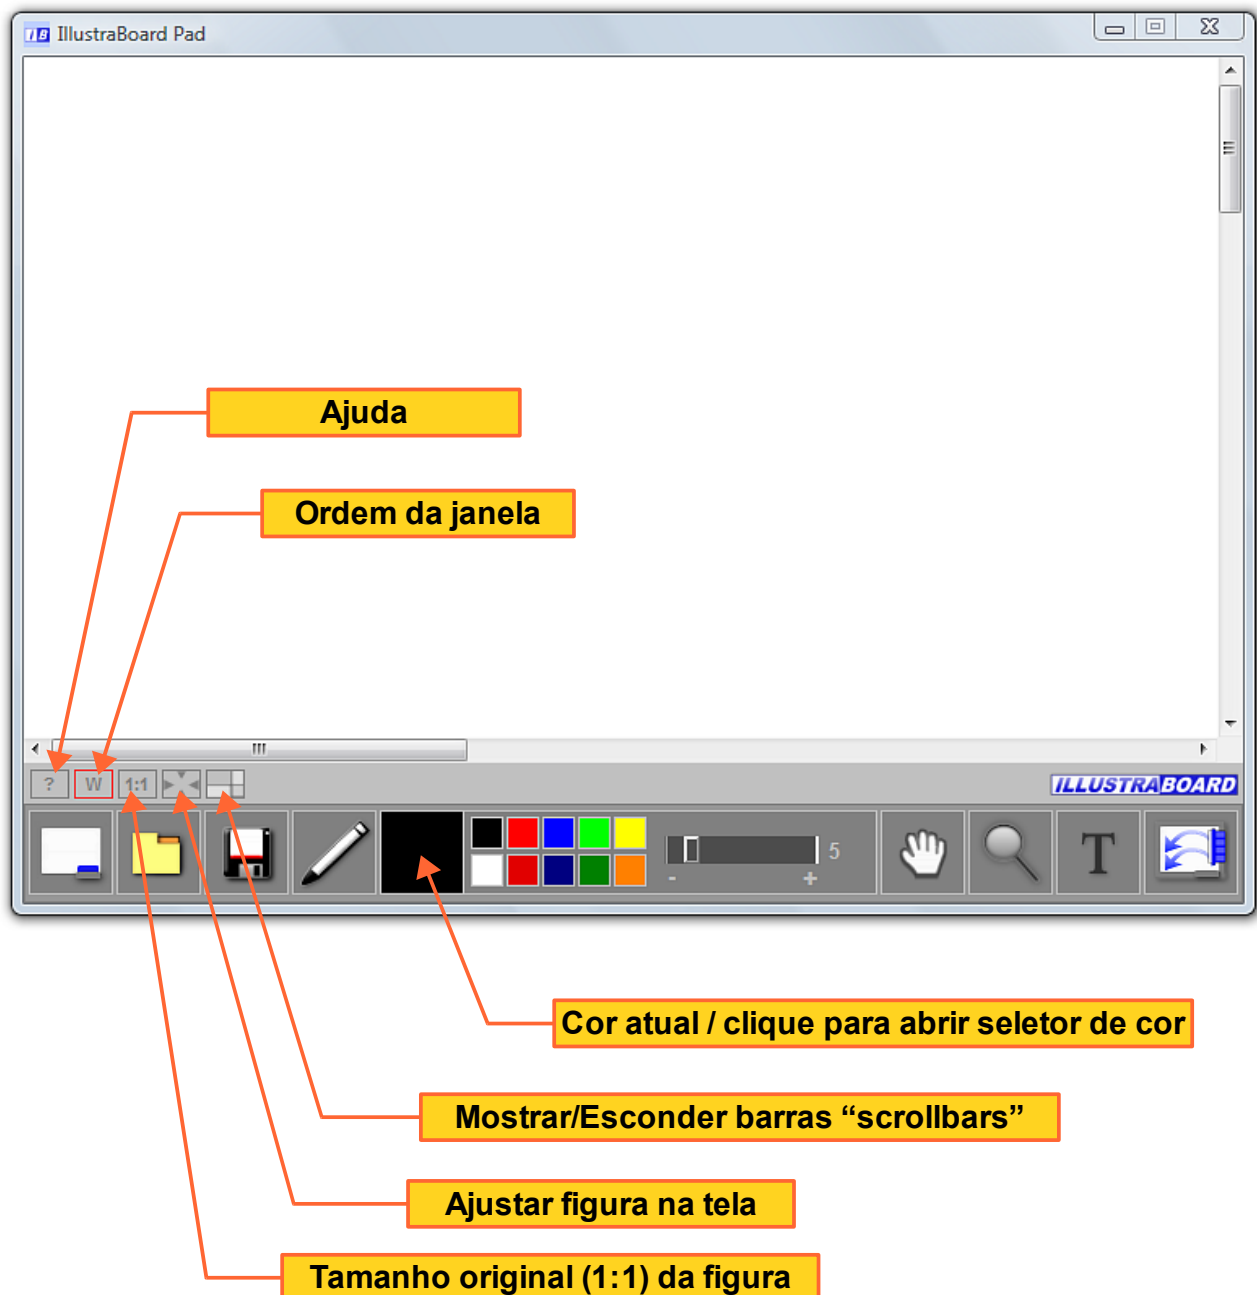 IB IllustraBoard Pad
Ajuda
Ordem da janela
? W 1:1
ILLUSTRABOARD
5
- +
T
Cor atual / clique para abrir seletor de cor
Mostrar/Esconder barras “scrollbars”
Ajustar figura na tela
Tamanho original (1:1) da figura